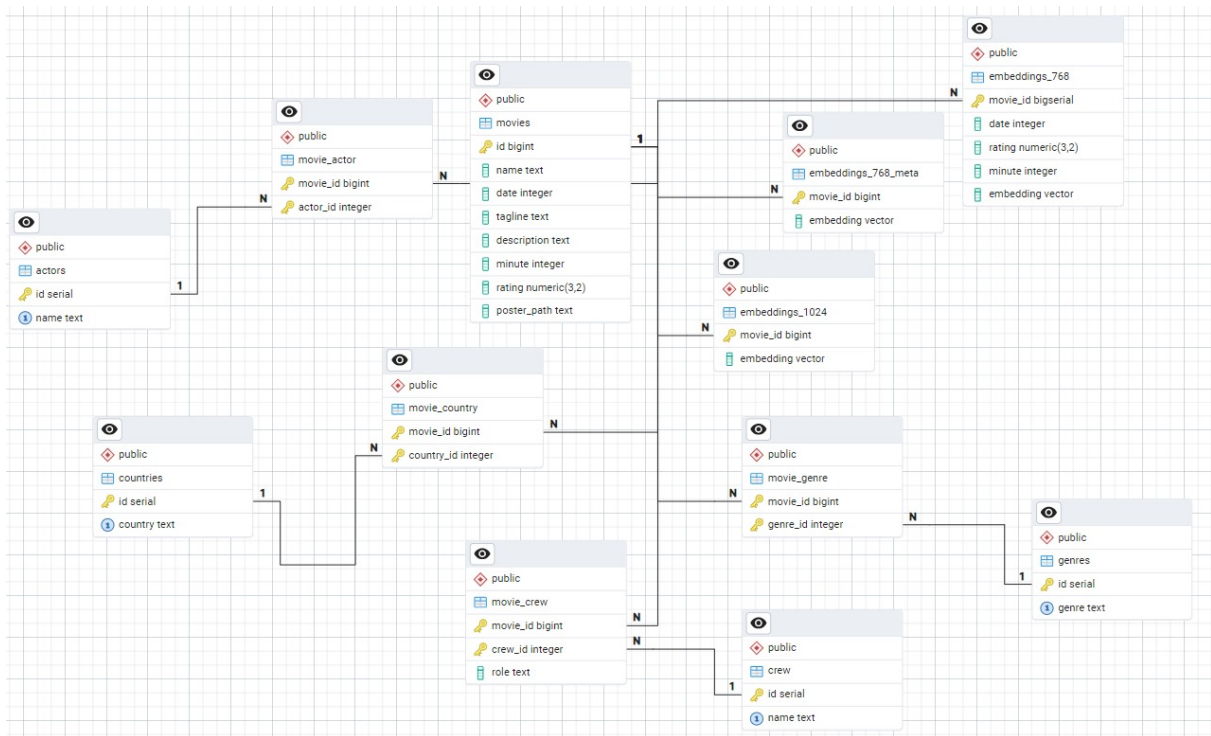 public
embeddings_768
movie_id bigserial
date integer
rating numeric(3,2)
minute integer
embedding vector
N
public
movies
id bigint
name text
date integer
tagline text
description text
minute integer
rating numeric(3,2)
poster_path text
1
public
movie_actor
movie_id bigint
actor_id integer
N
N
public
embeddings_768_meta
movie_id bigint
embedding vector
N
public
actors
id serial
1 name text
1
public
embeddings_1024
movie_id bigint
embedding vector
N
public
movie_country
movie_id bigint
country_id integer
N
N
public
countries
id serial
1 country text
1
public
movie_genre
movie_id bigint
genre_id integer
N
N
public
genres
id serial
1 genre text
1
public
movie_crew
movie_id bigint
crew_id integer
role text
N
N
public
crew
id serial
1 name text
1